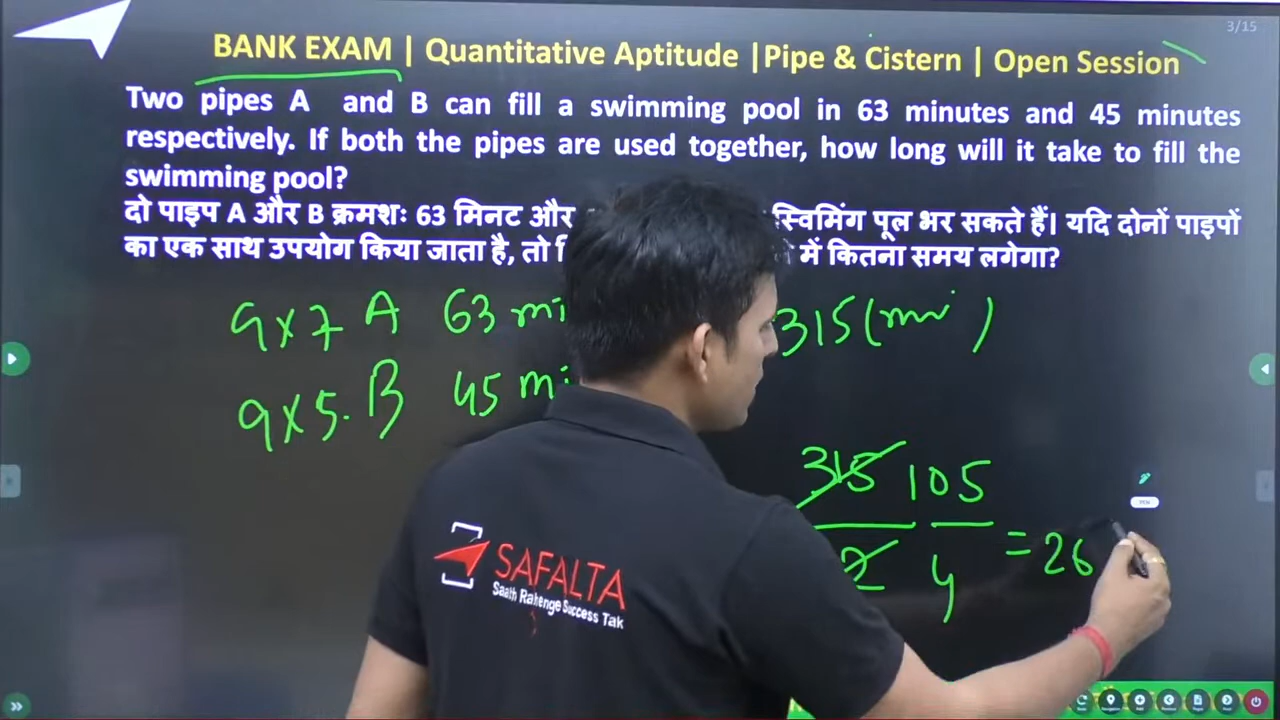 3/15
BANK EXAM | Quantitative Aptitude |Pipe & Cistern | Open Session
Two pipes A and B can fill a swimming pool in 63 minutes and 45 minutes
respectively. If both the pipes are used together, how long will it take to fill the
swimming pool?
दो पाइप A और B क्रमशः 63 मिनट और स्विमिंग पूल भर सकते हैं। यदि दोनों पाइपों
का एक साथ उपयोग किया जाता है, तो में कितना समय लगेगा?
9x7 A 63 mi 315 (mi)
9x5. B 45 mi
315 105
2 4 = 26
SAFALTA
Saath Rahenge Success Tak